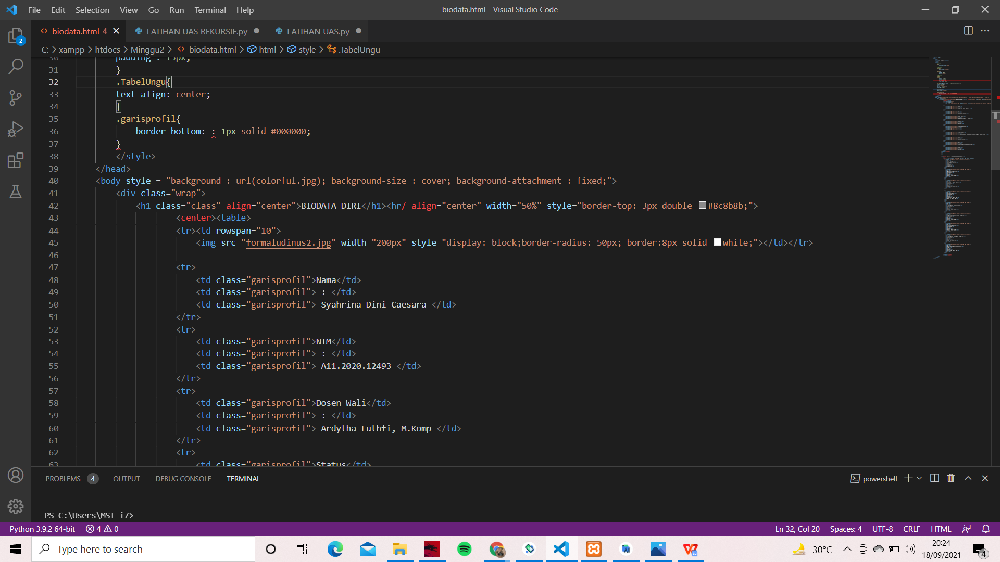 File Edit Selection View Go Run Terminal Help
biodata.html - Visual Studio Code
biodata.html 4
LATIHAN UAS REKURSIF.py
LATIHAN UAS.py
C: > xampp > htdocs > Minggu2 > biodata.html > html > style > .TabelUngu
30 padding : 15px;
31 }
32 .TabelUngu{
33 text-align: center;
34 }
35 .garisprofil{
36 border-bottom: : 1px solid #000000;
37 }
38 </style>
39 </head>
40 <body style = "background : url(colorful.jpg); background-size : cover; background-attachment : fixed;">
41 <div class="wrap">
42 <h1 class="class" align="center">BIODATA DIRI</h1><hr/ align="center" width="50%" style="border-top: 3px double #8c8b8b;">
43 <center><table>
44 <tr><td rowspan="10">
45 <img src="formaludinus2.jpg" width="200px" style="display: block;border-radius: 50px; border:8px solid white;"></td></tr>
46
47 <tr>
48 <td class="garisprofil">Nama</td>
49 <td class="garisprofil"> : </td>
50 <td class="garisprofil"> Syahrina Dini Caesara </td>
51 </tr>
52 <tr>
53 <td class="garisprofil">NIM</td>
54 <td class="garisprofil"> : </td>
55 <td class="garisprofil"> A11.2020.12493 </td>
56 </tr>
57 <tr>
58 <td class="garisprofil">Dosen Wali</td>
59 <td class="garisprofil"> : </td>
60 <td class="garisprofil"> Ardytha Luthfi, M.Komp </td>
61 </tr>
62 <tr>
63 <td class="garisprofil">Status</td>
2
PROBLEMS 4 OUTPUT DEBUG CONSOLE TERMINAL
powershell
PS C:\Users\MSI i7>
Python 3.9.2 64-bit 4 0
Ln 32, Col 20 Spaces: 4 UTF-8 CRLF HTML
Type here to search
30°C
20:24
18/09/2021
4